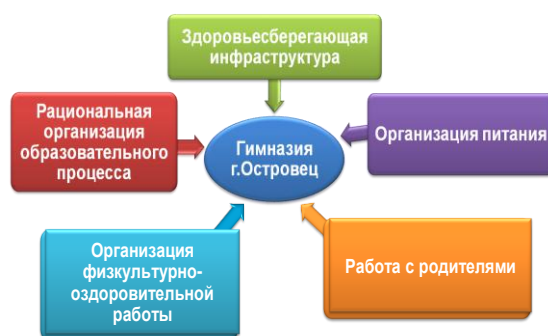 Здоровьесберегающая
инфраструктура
Рациональная
организация
образовательного
процесса
Гимназия
г.Островец
Организация питания
Организация
физкультурно-
оздоровительной
работы
Работа с родителями